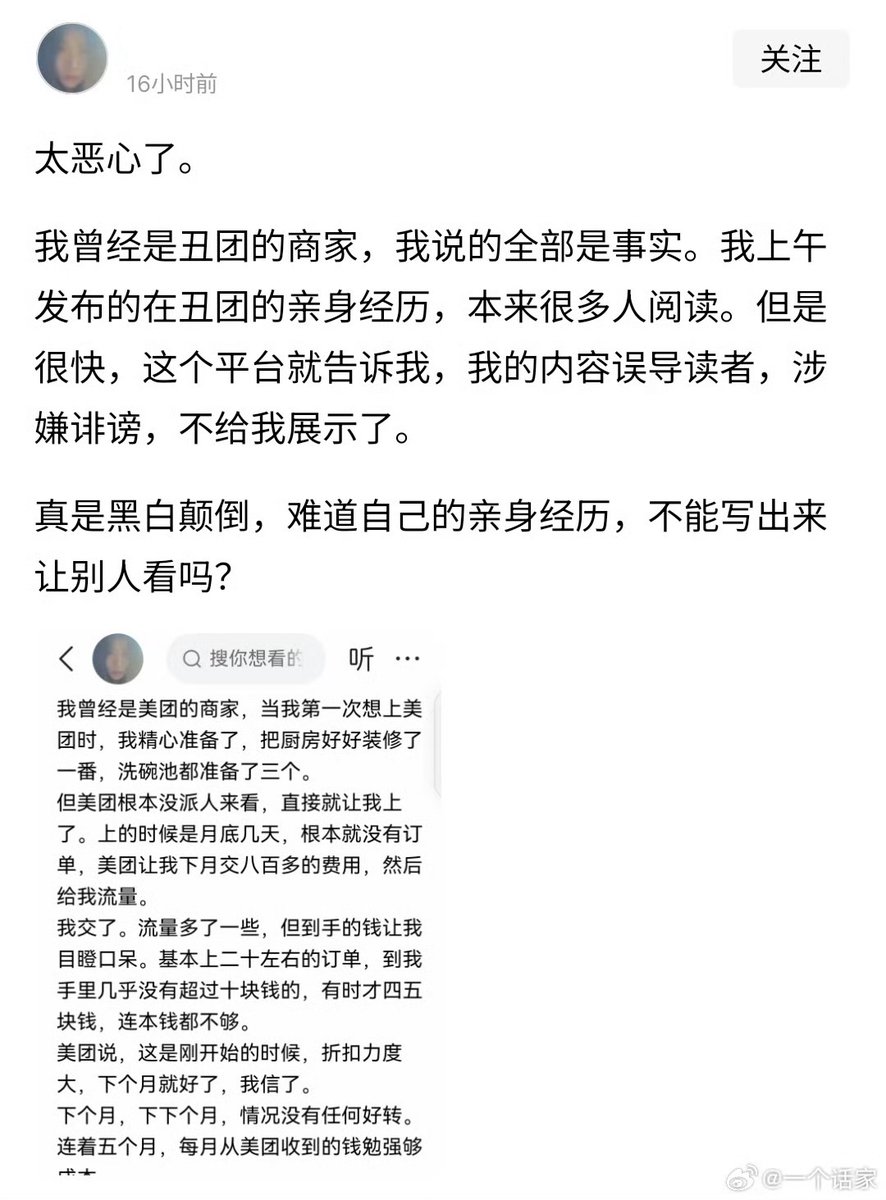 16小时前
关注
太恶心了。
我曾经是丑团的商家，我说的全部是事实。我上午
发布的在丑团的亲身经历，本来很多人阅读。但是
很快，这个平台就告诉我，我的内容误导读者，涉
嫌诽谤，不给我展示了。
真是黑白颠倒，难道自己的亲身经历，不能写出来
让别人看吗？
搜你想看的
听
我曾经是美团的商家，当我第一次想上美
团时，我精心准备了，把厨房好好装修了
一番，洗碗池都准备了三个。
但美团根本没派人来看，直接就让我上
了。上的时候是月底几天，根本就没有订
单，美团让我下月交八百多的费用，然后
给我流量。
我交了。流量多了一些，但到手的钱让我
目瞪口呆。基本上二十左右的订单，到我
手里几乎没有超过十块钱的，有时才四五
块钱，连本钱都不够。
美团说，这是刚开始的时候，折扣力度
大，下个月就好了，我信了。
下个月，下下个月，情况没有任何好转。
连着五个月，每月从美团收到的钱勉强够
@一个话家